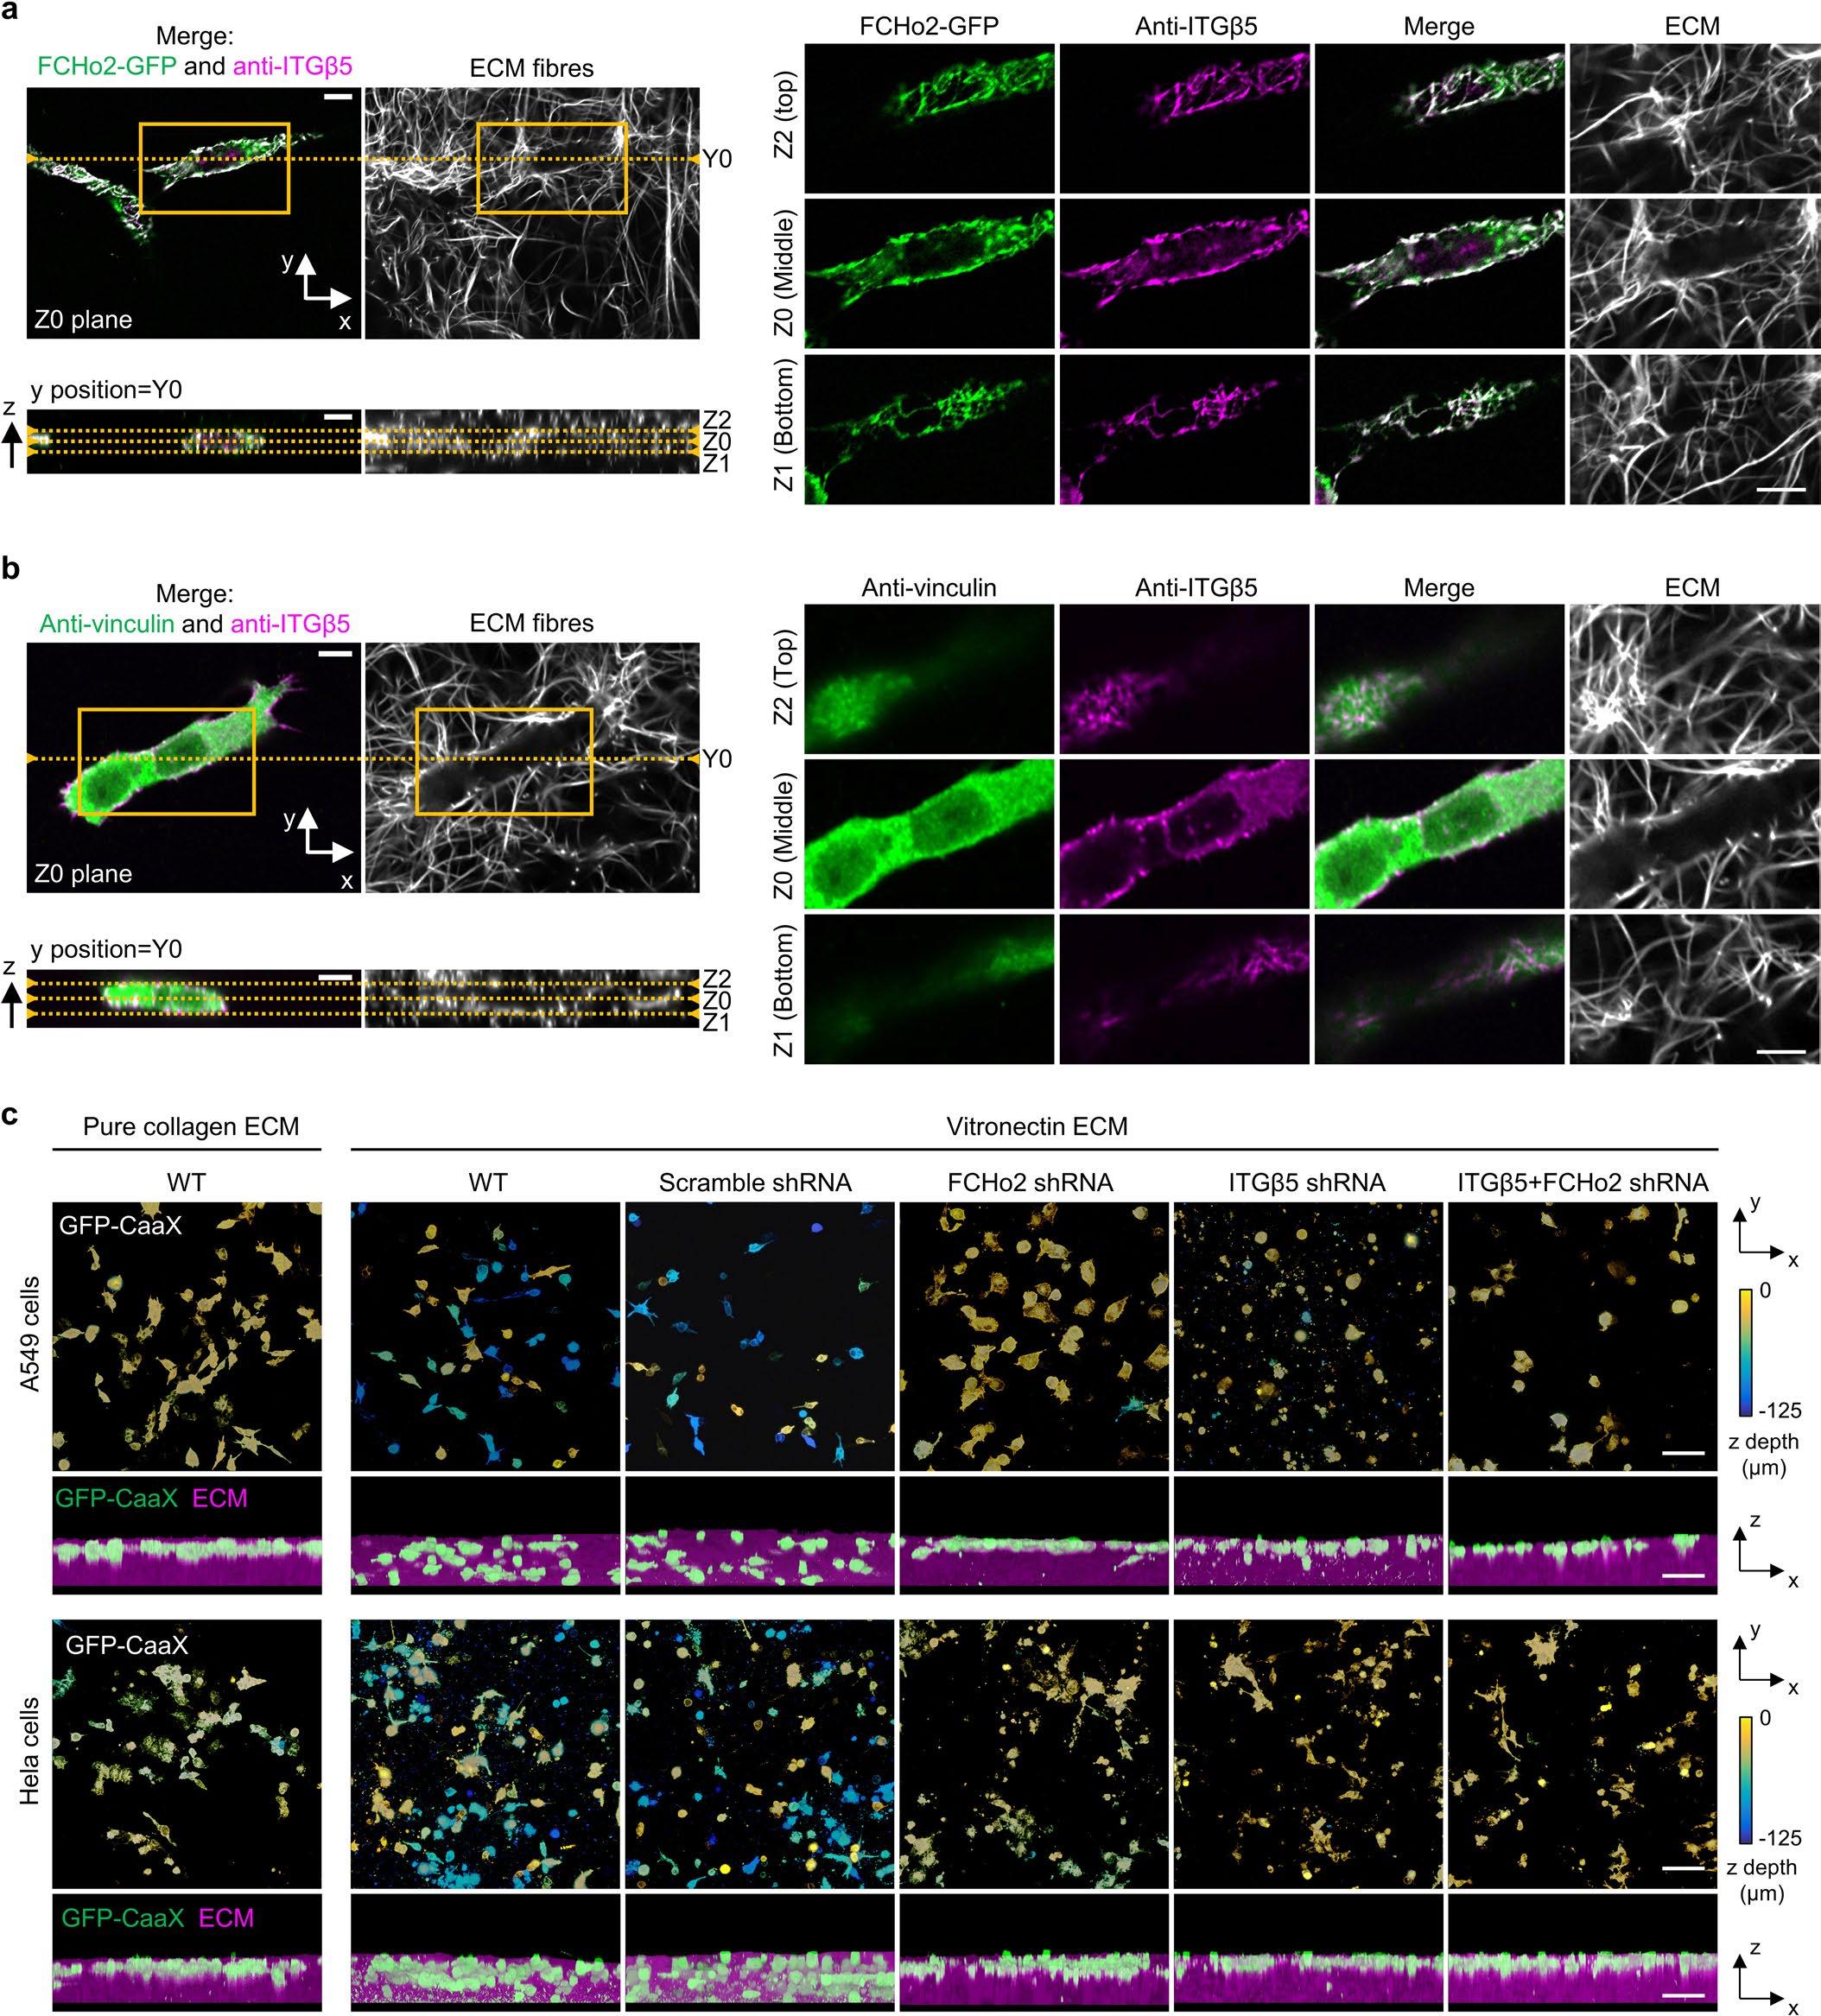 a
Merge:
FCHo2-GFP and anti-ITGβ5
ECM fibres
Y0
Z0 plane
y
x
y position=Y0
z
Z2
Z0
Z1
FCHo2-GFP
Anti-ITGβ5
Merge
ECM
Z2 (top)
Z0 (Middle)
Z1 (Bottom)
b
Merge:
Anti-vinculin and anti-ITGβ5
ECM fibres
Y0
Z0 plane
y
x
y position=Y0
z
Z2
Z0
Z1
Anti-vinculin
Anti-ITGβ5
Merge
ECM
Z2 (Top)
Z0 (Middle)
Z1 (Bottom)
c
Pure collagen ECM
Vitronectin ECM
WT
WT
Scramble shRNA
FCHo2 shRNA
ITGβ5 shRNA
ITGβ5+FCHo2 shRNA
A549 cells
GFP-CaaX
y
x
0
-125
z depth
(µm)
GFP-CaaX ECM
z
x
Hela cells
GFP-CaaX
y
x
0
-125
z depth
(µm)
GFP-CaaX ECM
z
x